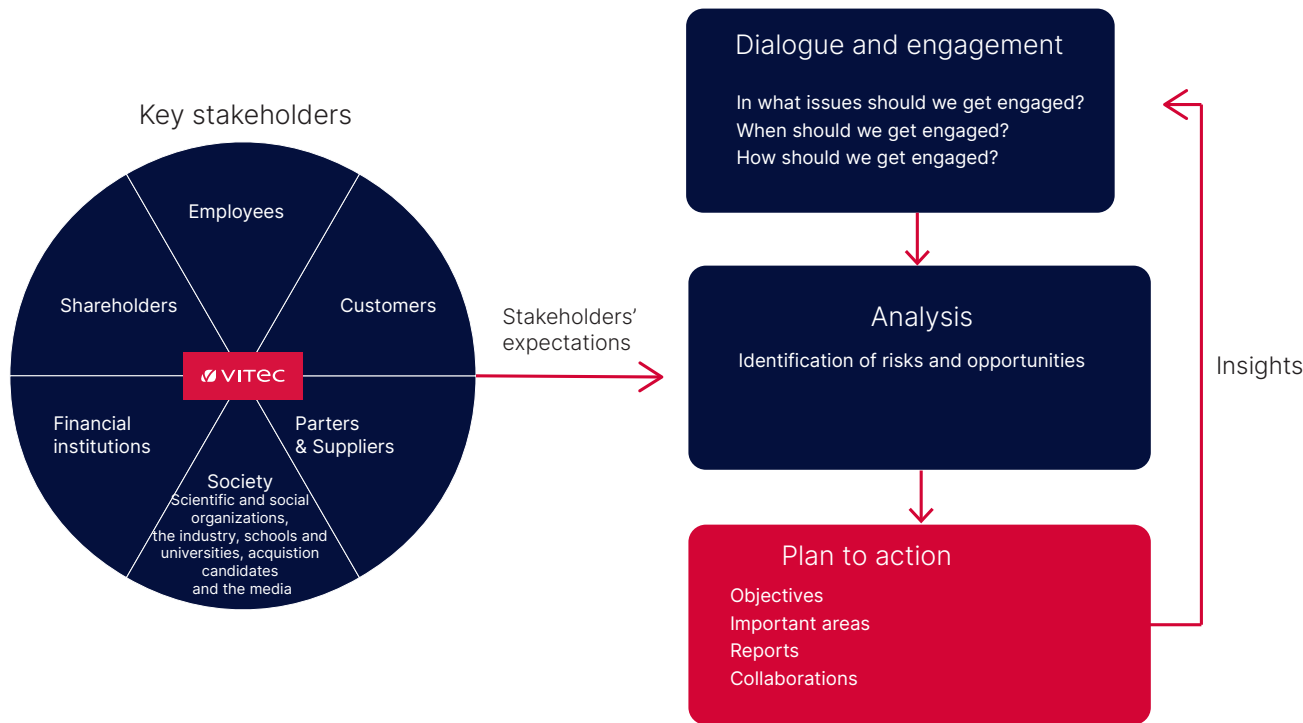 Key stakeholders
Employees
Shareholders
Customers
VITEC
Financial
institutions
Parters
& Suppliers
Society
Scientific and social
organizations,
the industry, schools and
universities, acquistion
candidates
and the media
Stakeholders'
expectations
Dialogue and engagement
In what issues should we get engaged?
When should we get engaged?
How should we get engaged?
Analysis
Identification of risks and opportunities
Plan to action
Objectives
Important areas
Reports
Collaborations
Insights